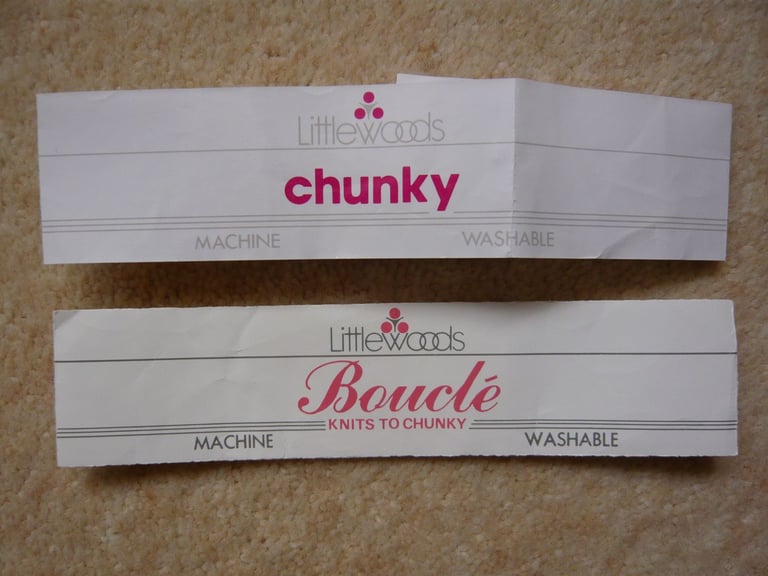 Littlewoods
chunky
MACHINE WASHABLE
Littlewoods
Bouclé
KNITS TO CHUNKY
MACHINE WASHABLE